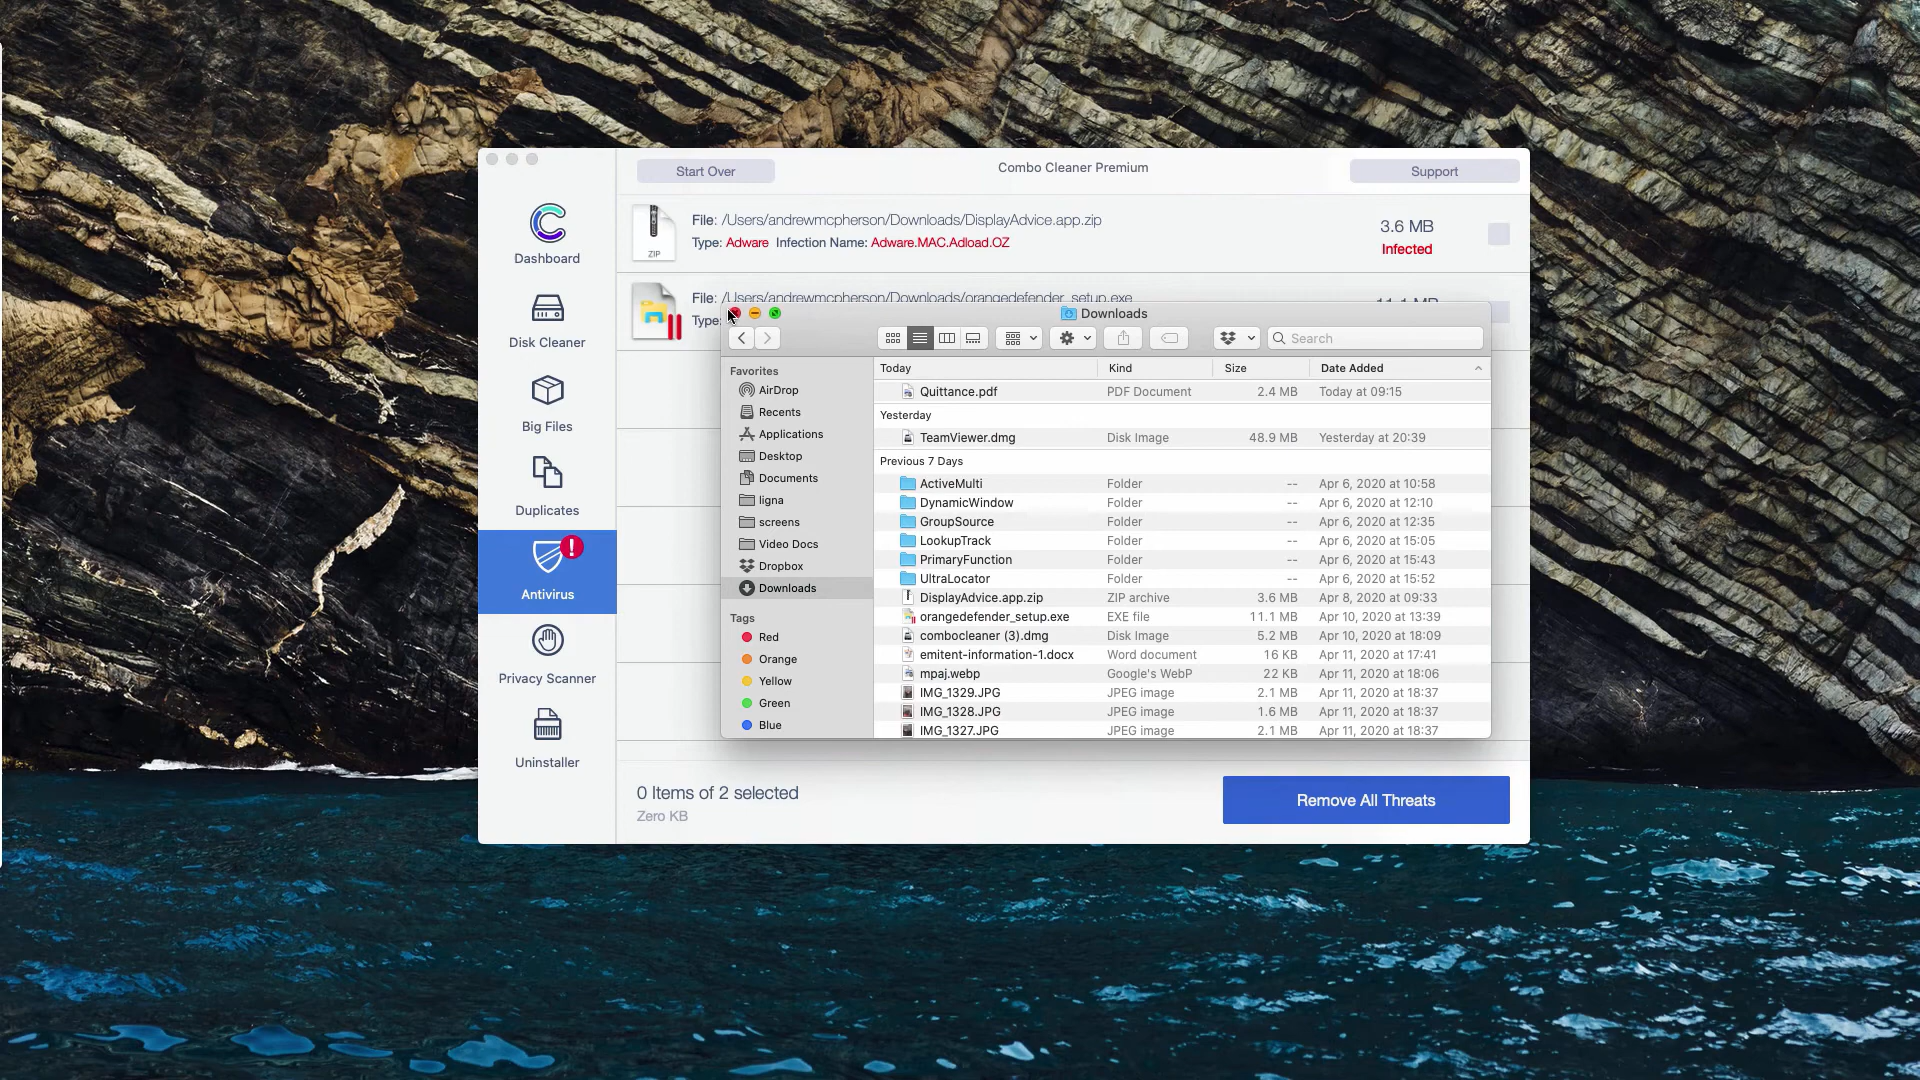 Start Over
Combo Cleaner Premium
Support
Dashboard
Disk Cleaner
Big Files
Duplicates
Antivirus
Privacy Scanner
Uninstaller
ZIP
File: /Users/andrewmcpherson/Downloads/DisplayAdvice.app.zip
Type: Adware Infection Name: Adware.MAC.Adload.OZ
3.6 MB
Infected
File: /Users/andrewmcpherson/Downloads/orangedefender_setup.exe
11.1 MB
Type:
Downloads
Search
Favorites
AirDrop
Recents
Applications
Desktop
Documents
ligna
screens
Video Docs
Dropbox
Downloads
Tags
Red
Orange
Yellow
Green
Blue
Today Kind Size Date Added
Quittance.pdf PDF Document 2.4 MB Today at 09:15
Yesterday
TeamViewer.dmg Disk Image 48.9 MB Yesterday at 20:39
Previous 7 Days
ActiveMulti Folder -- Apr 6, 2020 at 10:58
DynamicWindow Folder -- Apr 6, 2020 at 12:10
GroupSource Folder -- Apr 6, 2020 at 12:35
LookupTrack Folder -- Apr 6, 2020 at 15:05
PrimaryFunction Folder -- Apr 6, 2020 at 15:43
UltraLocator Folder -- Apr 6, 2020 at 15:52
DisplayAdvice.app.zip ZIP archive 3.6 MB Apr 8, 2020 at 09:33
orangedefender_setup.exe EXE file 11.1 MB Apr 10, 2020 at 13:39
combocleaner (3).dmg Disk Image 5.2 MB Apr 10, 2020 at 18:09
emitent-information-1.docx Word document 16 KB Apr 11, 2020 at 17:41
mpaj.webp Google's WebP 22 KB Apr 11, 2020 at 18:06
IMG_1329.JPG JPEG image 2.1 MB Apr 11, 2020 at 18:37
IMG_1328.JPG JPEG image 1.6 MB Apr 11, 2020 at 18:37
IMG_1327.JPG JPEG image 2.1 MB Apr 11, 2020 at 18:37
0 Items of 2 selected
Zero KB
Remove All Threats